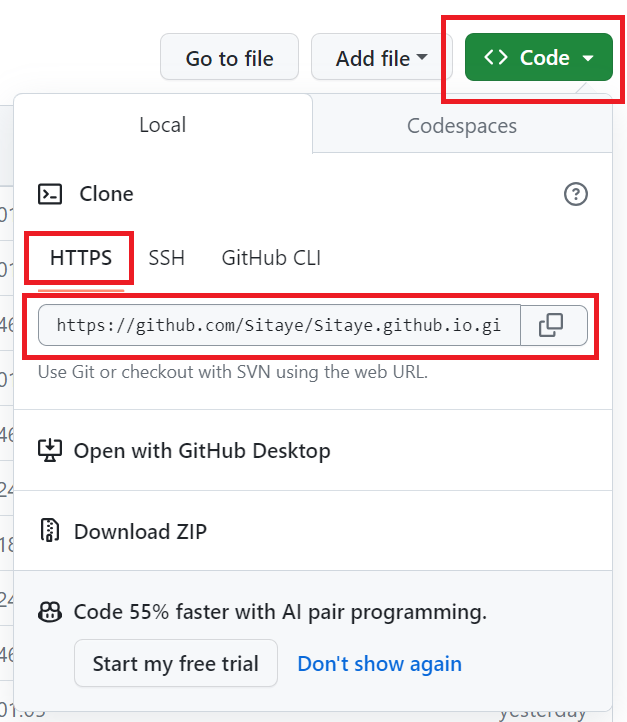 Go to file
Add file
<> Code
Local
Codespaces
Clone
HTTPS
SSH
GitHub CLI
https://github.com/Sitaye/Sitaye.github.io.gi
Use Git or checkout with SVN using the web URL.
Open with GitHub Desktop
Download ZIP
Code 55% faster with AI pair programming.
Start my free trial
Don't show again
yesterday